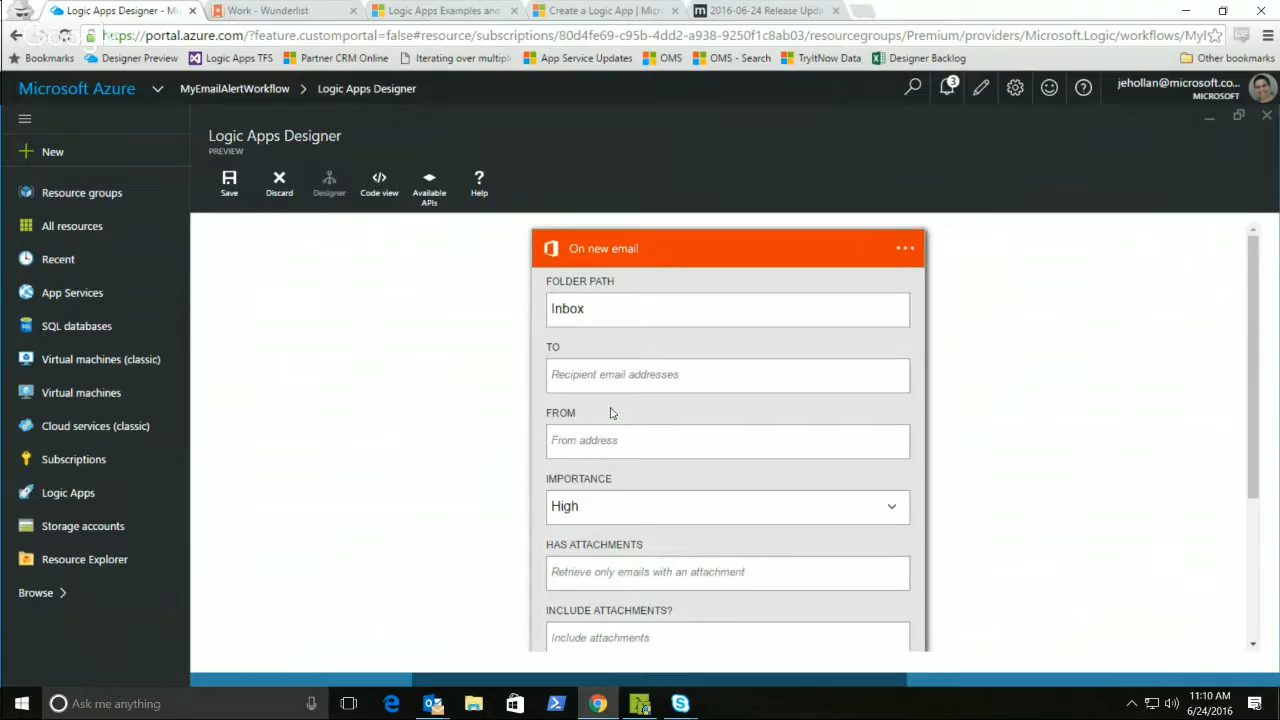 Logic Apps Designer - Mi
Work - Wunderlist
Logic Apps Examples and
Create a Logic App | Micr
2016-06-24 Release Upda
https://portal.azure.com/?feature.customportal=false#resource/subscriptions/80d4fe69-c95b-4dd2-a938-9250f1c8ab03/resourcegroups/Premium/providers/Microsoft.Logic/workflows/MyE
Bookmarks
Designer Preview
Logic Apps TFS
Partner CRM Online
Iterating over multipl
App Service Updates
OMS
OMS - Search
TryItNow Data
Designer Backlog
Other bookmarks
Microsoft Azure
MyEmailAlertWorkflow
Logic Apps Designer
3
jehollan@microsoft.co...
MICROSOFT
Logic Apps Designer
PREVIEW
Save
Discard
Designer
Code view
Available
APIs
Help
New
Resource groups
All resources
Recent
App Services
SQL databases
Virtual machines (classic)
Virtual machines
Cloud services (classic)
Subscriptions
Logic Apps
Storage accounts
Resource Explorer
Browse
On new email
FOLDER PATH
Inbox
TO
Recipient email addresses
FROM
From address
IMPORTANCE
High
HAS ATTACHMENTS
Retrieve only emails with an attachment
INCLUDE ATTACHMENTS?
Include attachments
Ask me anything
11:10 AM
6/24/2016